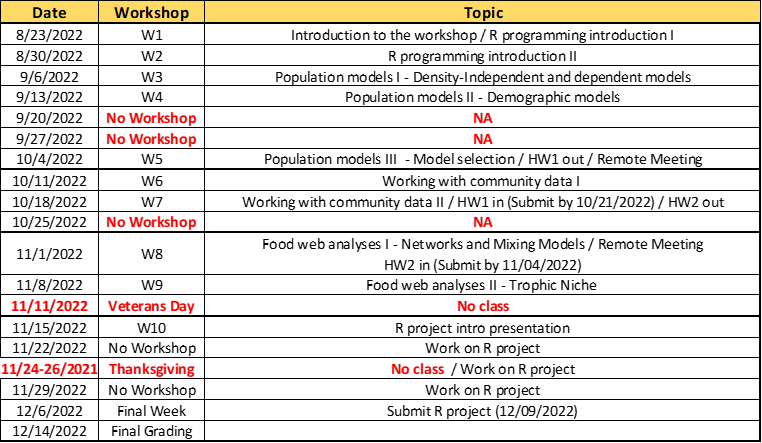 Date Workshop Topic
8/23/2022 W1 Introduction to the workshop / R programming introduction I
8/30/2022 W2 R programming introduction II
9/6/2022 W3 Population models I - Density-Independent and dependent models
9/13/2022 W4 Population models II - Demographic models
9/20/2022 No Workshop NA
9/27/2022 No Workshop NA
10/4/2022 W5 Population models III - Model selection / HW1 out / Remote Meeting
10/11/2022 W6 Working with community data I
10/18/2022 W7 Working with community data II / HW1 in (Submit by 10/21/2022) / HW2 out
10/25/2022 No Workshop NA
11/1/2022 W8 Food web analyses I - Networks and Mixing Models / Remote Meeting
HW2 in (Submit by 11/04/2022)
11/8/2022 W9 Food web analyses II - Trophic Niche
11/11/2022 Veterans Day No class
11/15/2022 W10 R project intro presentation
11/22/2022 No Workshop Work on R project
11/24-26/2021 Thanksgiving No class / Work on R project
11/29/2022 No Workshop Work on R project
12/6/2022 Final Week Submit R project (12/09/2022)
12/14/2022 Final Grading